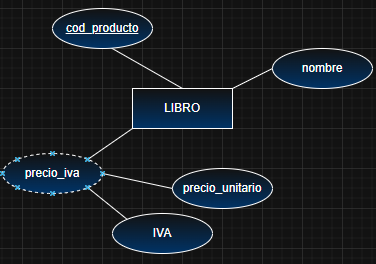 cod_producto
nombre
LIBRO
precio_iva
precio_unitario
IVA